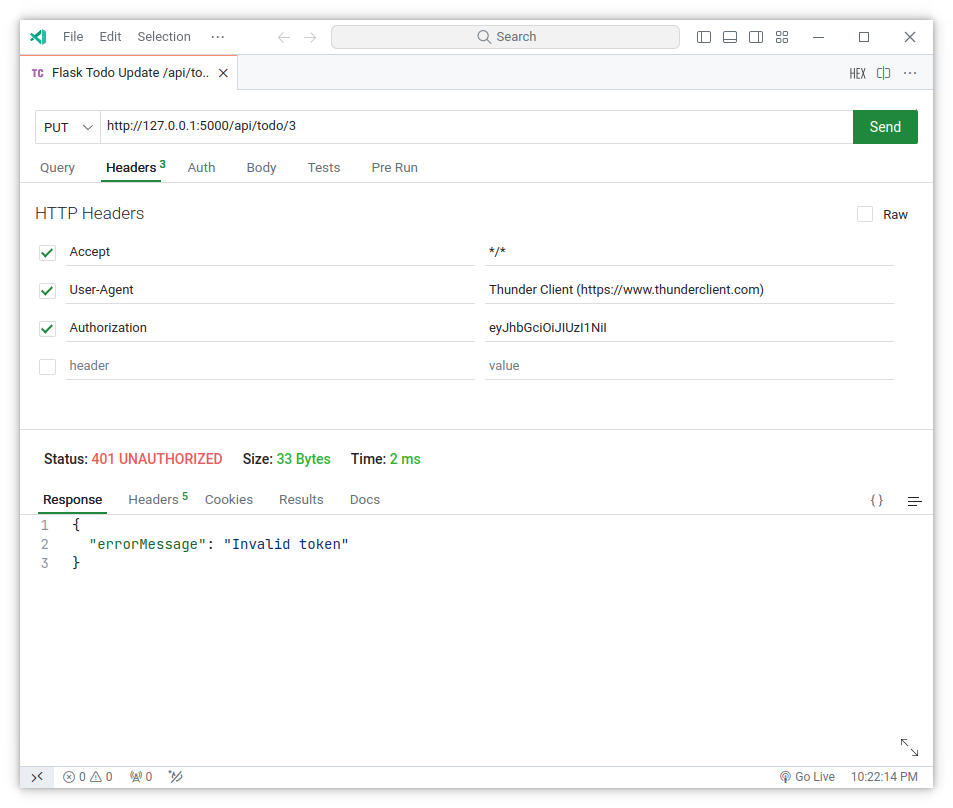 File Edit Selection ··· Search
TC Flask Todo Update /api/to.. HEX ···
PUT http://127.0.0.1:5000/api/todo/3 Send
Query Headers 3 Auth Body Tests Pre Run
HTTP Headers Raw
Accept */*
User-Agent Thunder Client (https://www.thunderclient.com)
Authorization eyJhbGciOiJIUzI1NiI
header value
Status: 401 UNAUTHORIZED Size: 33 Bytes Time: 2 ms
Response Headers 5 Cookies Results Docs {}
1 {
2 "errorMessage": "Invalid token"
3 }
0 0 0 Go Live 10:22:14 PM